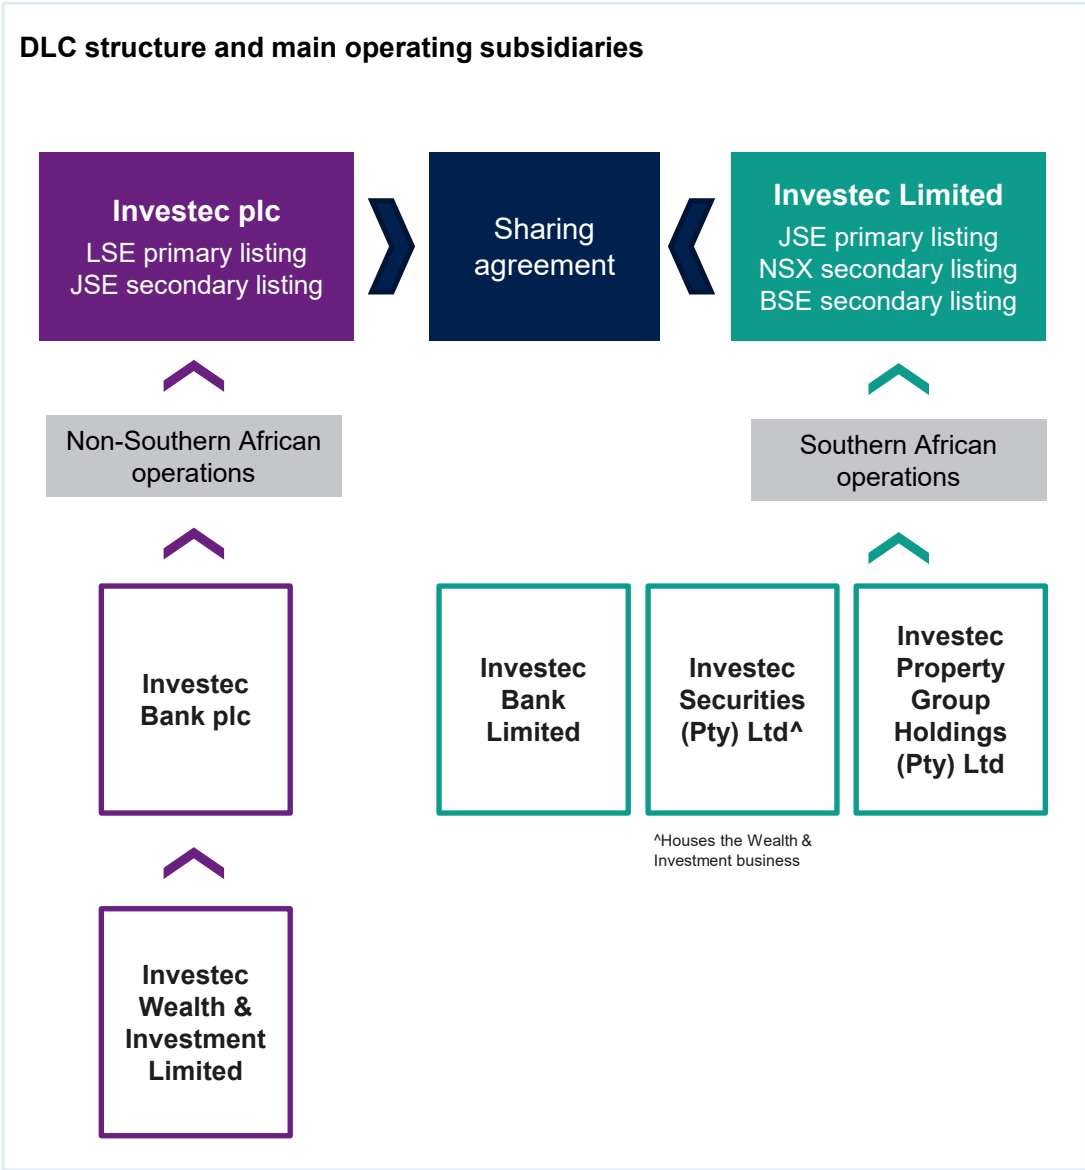 DLC structure and main operating subsidiaries
Investec plc
LSE primary listing
JSE secondary listing
Sharing
agreement
Investec Limited
JSE primary listing
NSX secondary listing
BSE secondary listing
Non-Southern African
operations
Southern African
operations
Investec
Bank plc
Investec
Bank
Limited
Investec
Securities
(Pty) Ltd^
Investec
Property
Group
Holdings
(Pty) Ltd
^Houses the Wealth &
Investment business
Investec
Wealth &
Investment
Limited